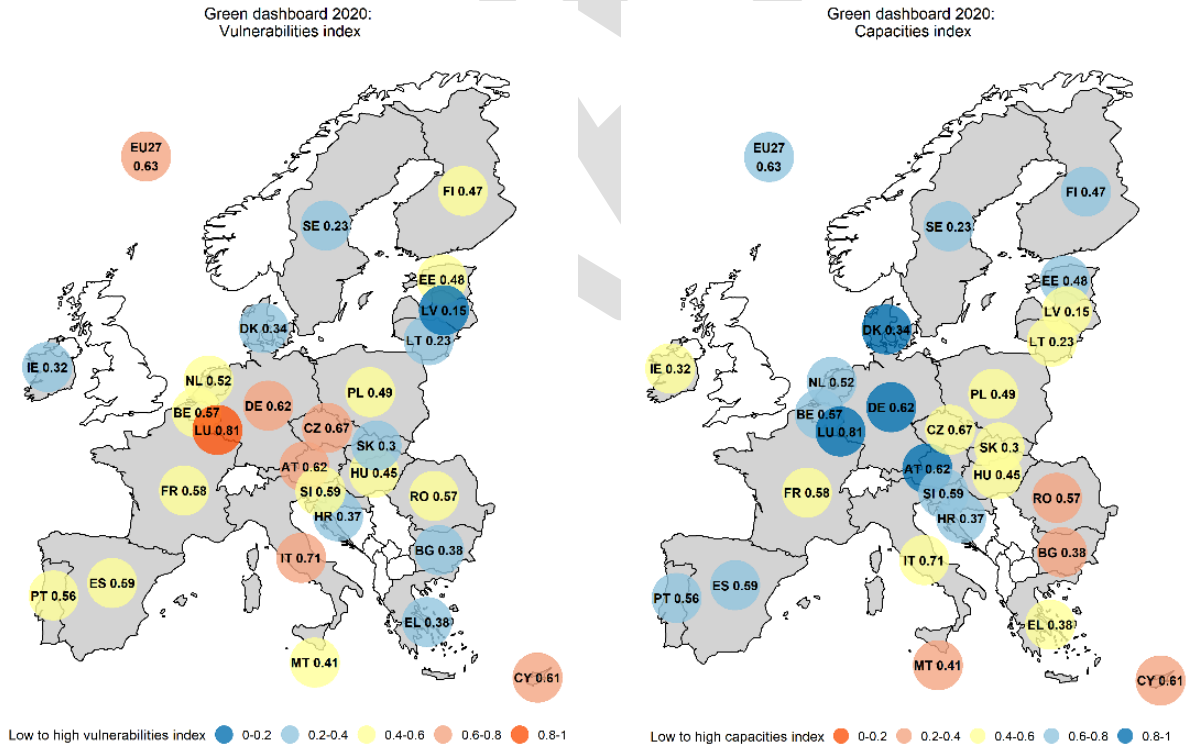 Green dashboard 2020:
Vulnerabilities index
EU27
0.63
FI 0.47
SE 0.23
EE 0.48
LV 0.15
DK 0.34
LT 0.23
IE 0.32
NL 0.52
PL 0.49
DE 0.62
BE 0.57
LU 0.81
CZ 0.67
SK 0.3
AT 0.62
HU 0.45
FR 0.58
SI 0.59
RO 0.57
HR 0.37
BG 0.38
IT 0.71
ES 0.59
PT 0.56
EL 0.38
MT 0.41
CY 0.61
Low to high vulnerabilities index 0-0.2 0.2-0.4 0.4-0.6 0.6-0.8 0.8-1
Green dashboard 2020:
Capacities index
EU27
0.63
FI 0.47
SE 0.23
EE 0.48
LV 0.15
DK 0.34
LT 0.23
IE 0.32
NL 0.52
PL 0.49
DE 0.62
BE 0.57
LU 0.81
CZ 0.67
SK 0.3
AT 0.62
HU 0.45
FR 0.58
SI 0.59
RO 0.57
HR 0.37
BG 0.38
IT 0.71
ES 0.59
PT 0.56
EL 0.38
MT 0.41
CY 0.61
Low to high capacities index 0-0.2 0.2-0.4 0.4-0.6 0.6-0.8 0.8-1